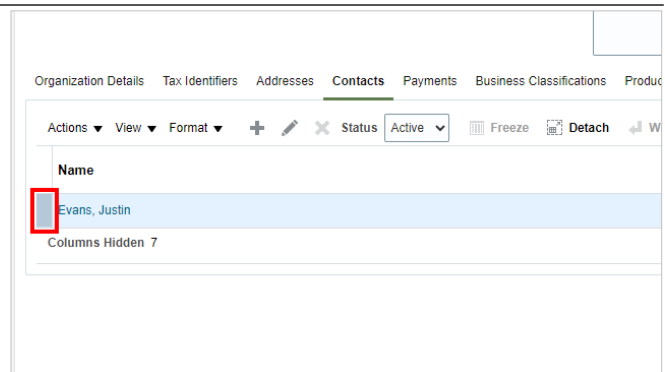 Organization Details Tax Identifiers Addresses Contacts Payments Business Classifications
Actions View Format Status Active Freeze Detach
Name
Evans, Justin
Columns Hidden 7